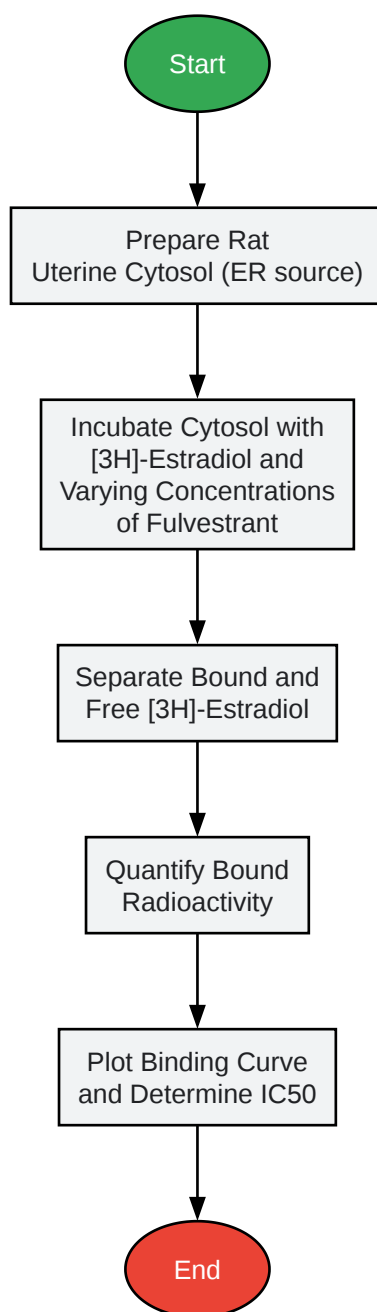 Start
Prepare Rat
Uterine Cytosol (ER source)
Incubate Cytosol with
[3H]-Estradiol and
Varying Concentrations
of Fulvestrant
Separate Bound and
Free [3H]-Estradiol
Quantify Bound
Radioactivity
Plot Binding Curve
and Determine IC50
End